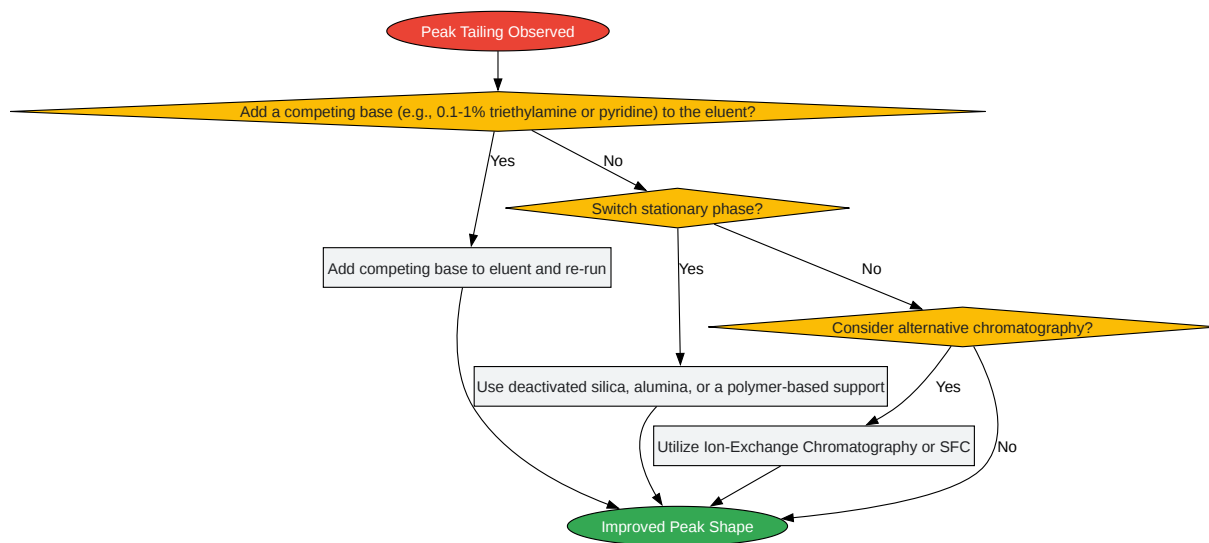 Peak Tailing Observed
Add a competing base (e.g., 0.1-1% triethylamine or pyridine) to the eluent?
Yes
No
Switch stationary phase?
Add competing base to eluent and re-run
Yes
No
Consider alternative chromatography?
Use deactivated silica, alumina, or a polymer-based support
Yes
Utilize Ion-Exchange Chromatography or SFC
No
Improved Peak Shape